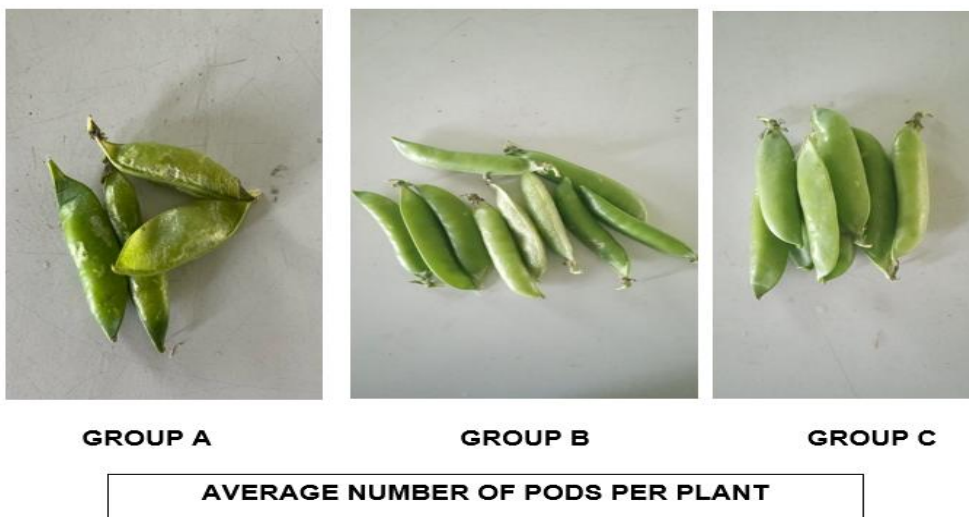 GROUP A
GROUP B
GROUP C
AVERAGE NUMBER OF PODS PER PLANT